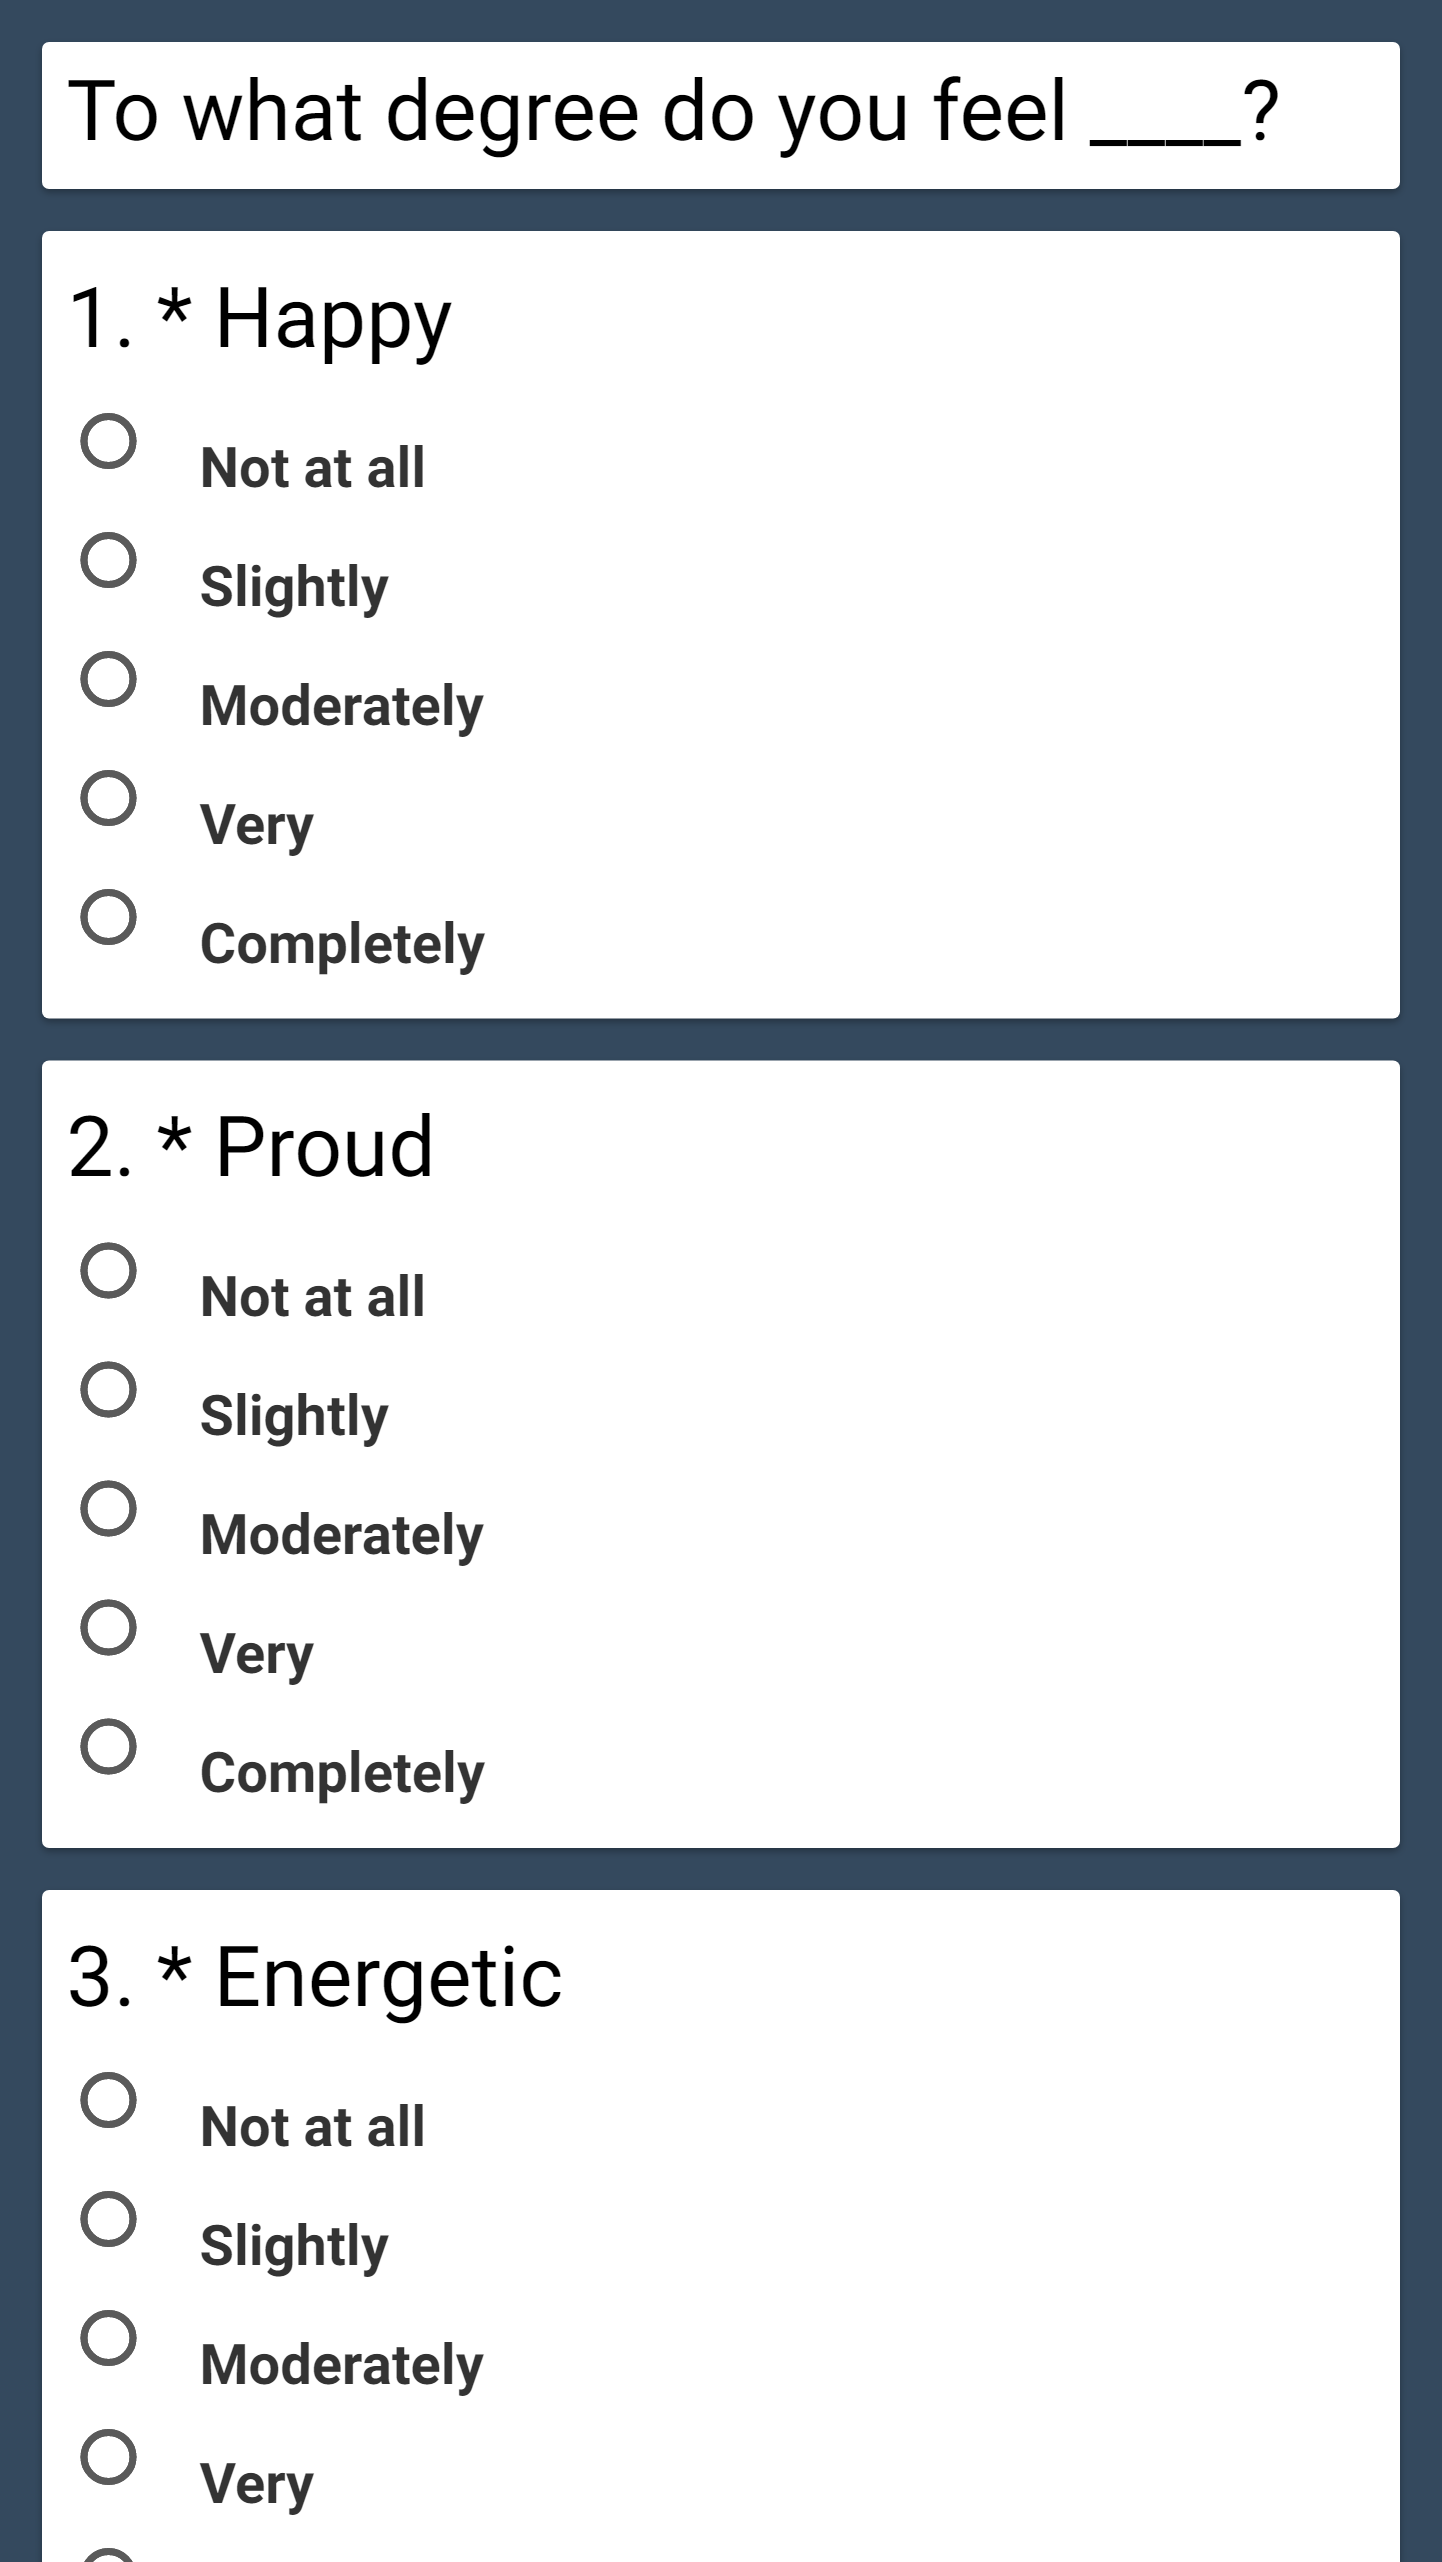 To what degree do you feel ____?
1. * Happy
Not at all
Slightly
Moderately
Very
Completely
2. * Proud
Not at all
Slightly
Moderately
Very
Completely
3. * Energetic
Not at all
Slightly
Moderately
Very